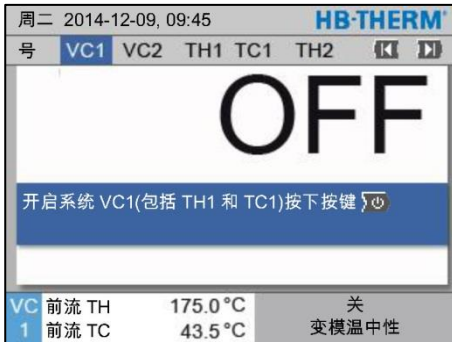 周二 2014-12-09, 09:45 HB-THERM
号 VC1 VC2 TH1 TC1 TH2
OFF
开启系统 VC1(包括 TH1 和 TC1)按下按键
VC 前流 TH 175.0°C 关
1 前流 TC 43.5°C 变模温中性